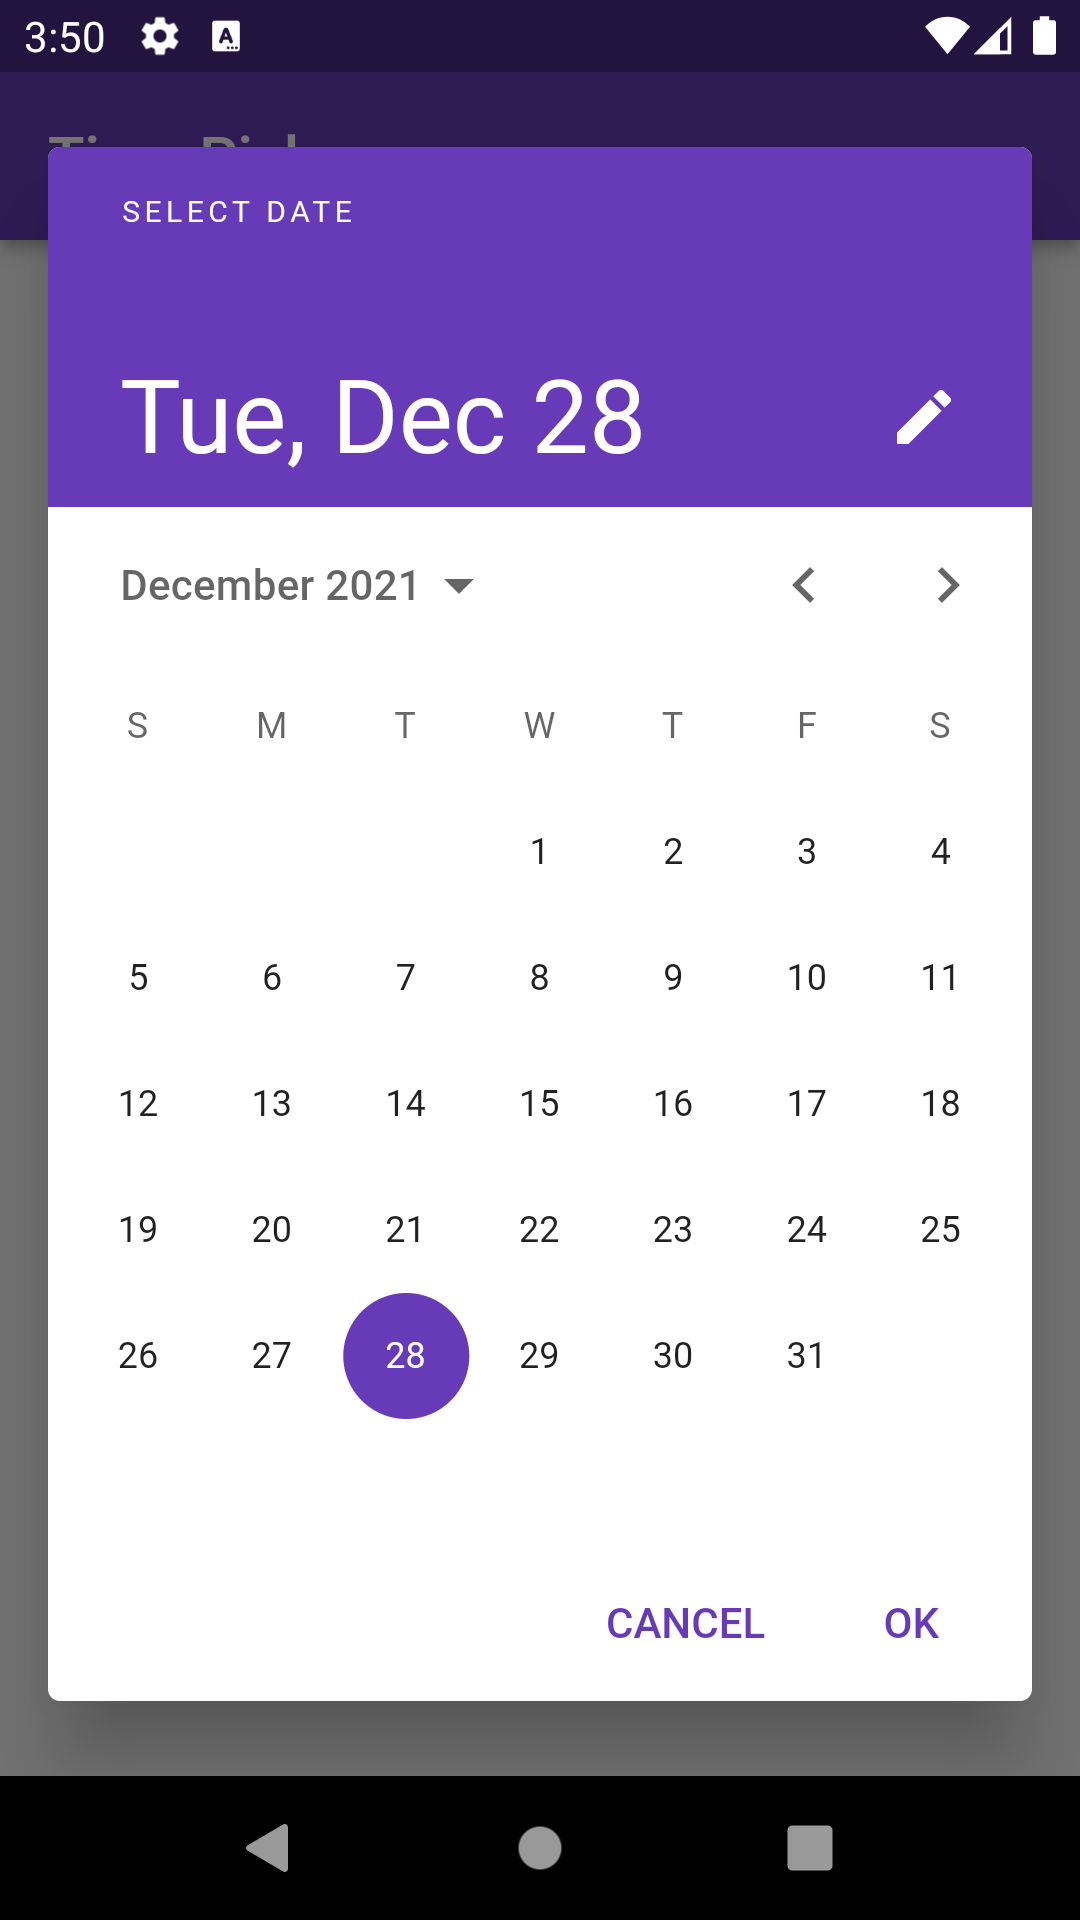 3:50
SELECT DATE
Tue, Dec 28
December 2021
S M T W T F S
1 2 3 4
5 6 7 8 9 10 11
12 13 14 15 16 17 18
19 20 21 22 23 24 25
26 27 28 29 30 31
CANCEL OK